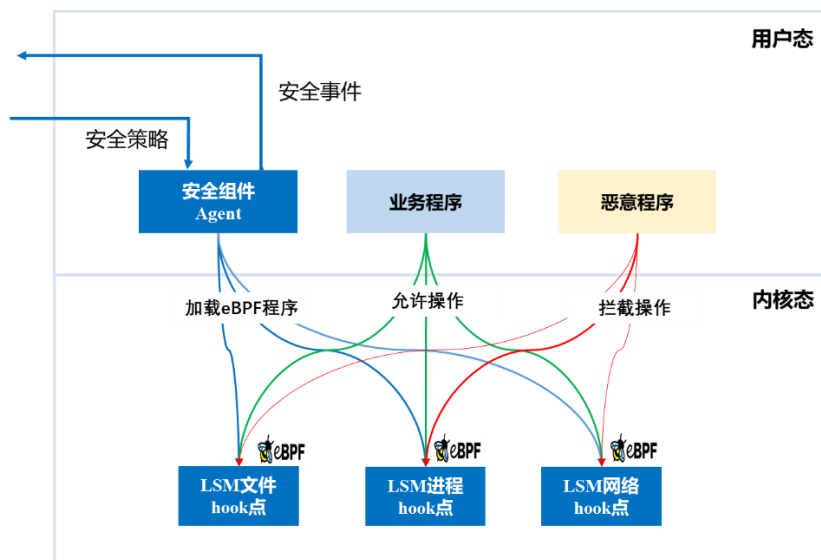 用户态
安全事件
安全策略
安全组件
Agent
业务程序
恶意程序
内核态
加载eBPF程序
允许操作
拦截操作
eBPF
eBPF
eBPF
LSM文件
hook点
LSM进程
hook点
LSM网络
hook点